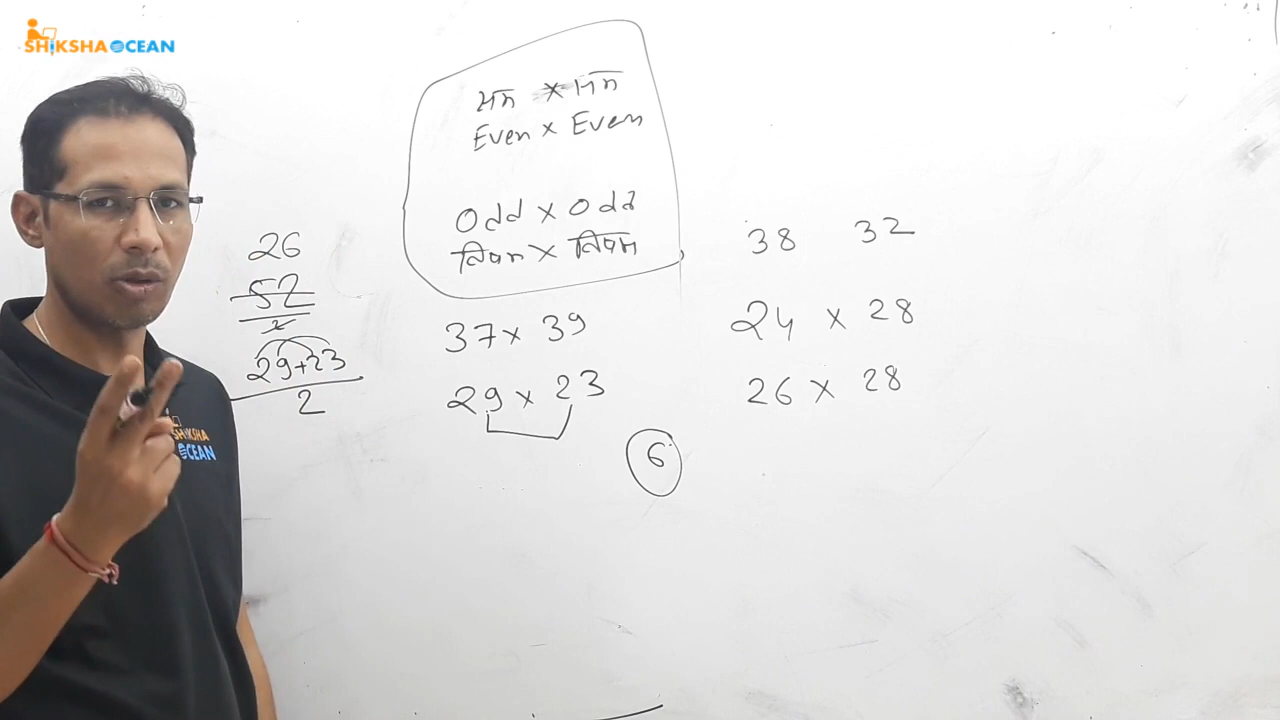 SHIKSHA OCEAN
सम × सम
Even × Even
Odd × Odd
विषम × विषम
26
52
2
29+23
2
37 × 39
29 × 23
6
38 32
24 × 28
26 × 28
SHIKSHA
OCEAN